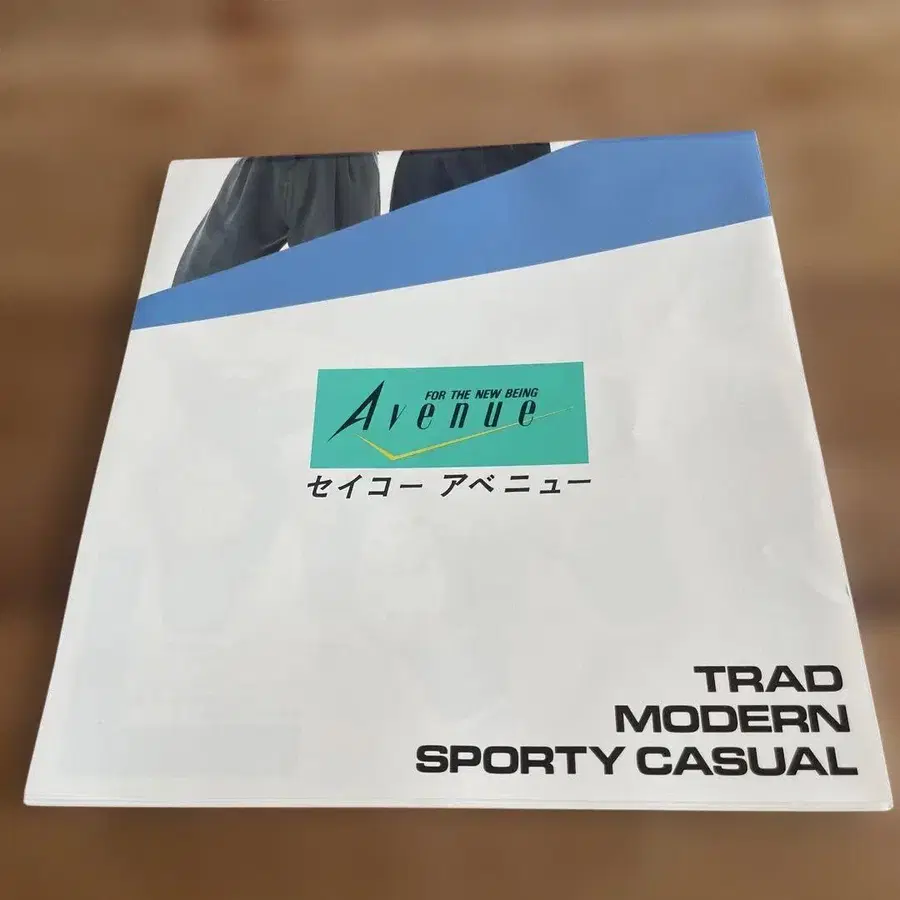 FOR THE NEW BEING
Avenue
セイコー アベニュー
TRAD
MODERN
SPORTY CASUAL